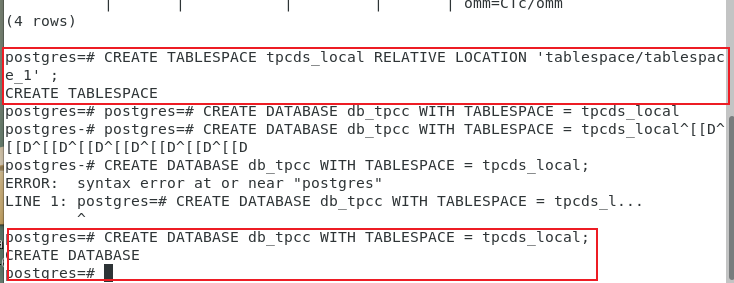 | | | | | omm=CTc/omm
(4 rows)
postgres=# CREATE TABLESPACE tpcds_local RELATIVE LOCATION 'tablespace/tablespac
e_1' ;
CREATE TABLESPACE
postgres=# postgres=# CREATE DATABASE db_tpcc WITH TABLESPACE = tpcds_local
postgres-# postgres=# CREATE DATABASE db_tpcc WITH TABLESPACE = tpcds_local^[[D^
[[D^[[D^[[D^[[D^[[D^[[D^[[D
postgres-# CREATE DATABASE db_tpcc WITH TABLESPACE = tpcds_local;
ERROR:  syntax error at or near "postgres"
LINE 1: postgres=# CREATE DATABASE db_tpcc WITH TABLESPACE = tpcds_l...
^
postgres=# CREATE DATABASE db_tpcc WITH TABLESPACE = tpcds_local;
CREATE DATABASE
postgres=#